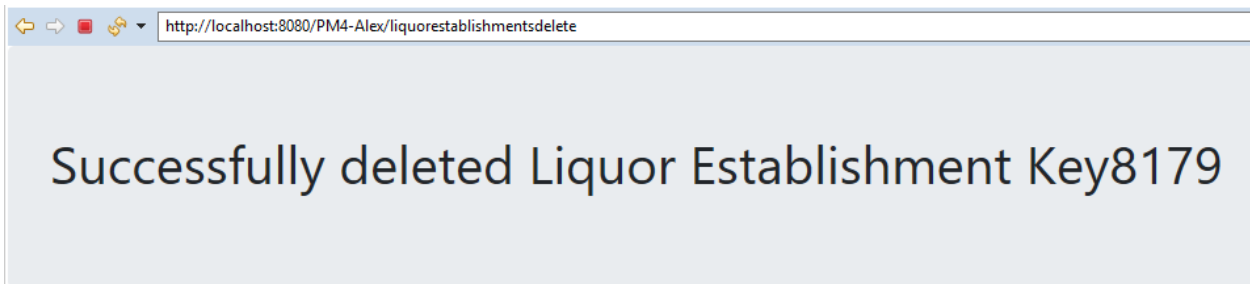 http://localhost:8080/PM4-Alex/liquorestablishmentsdelete
Successfully deleted Liquor Establishment Key8179